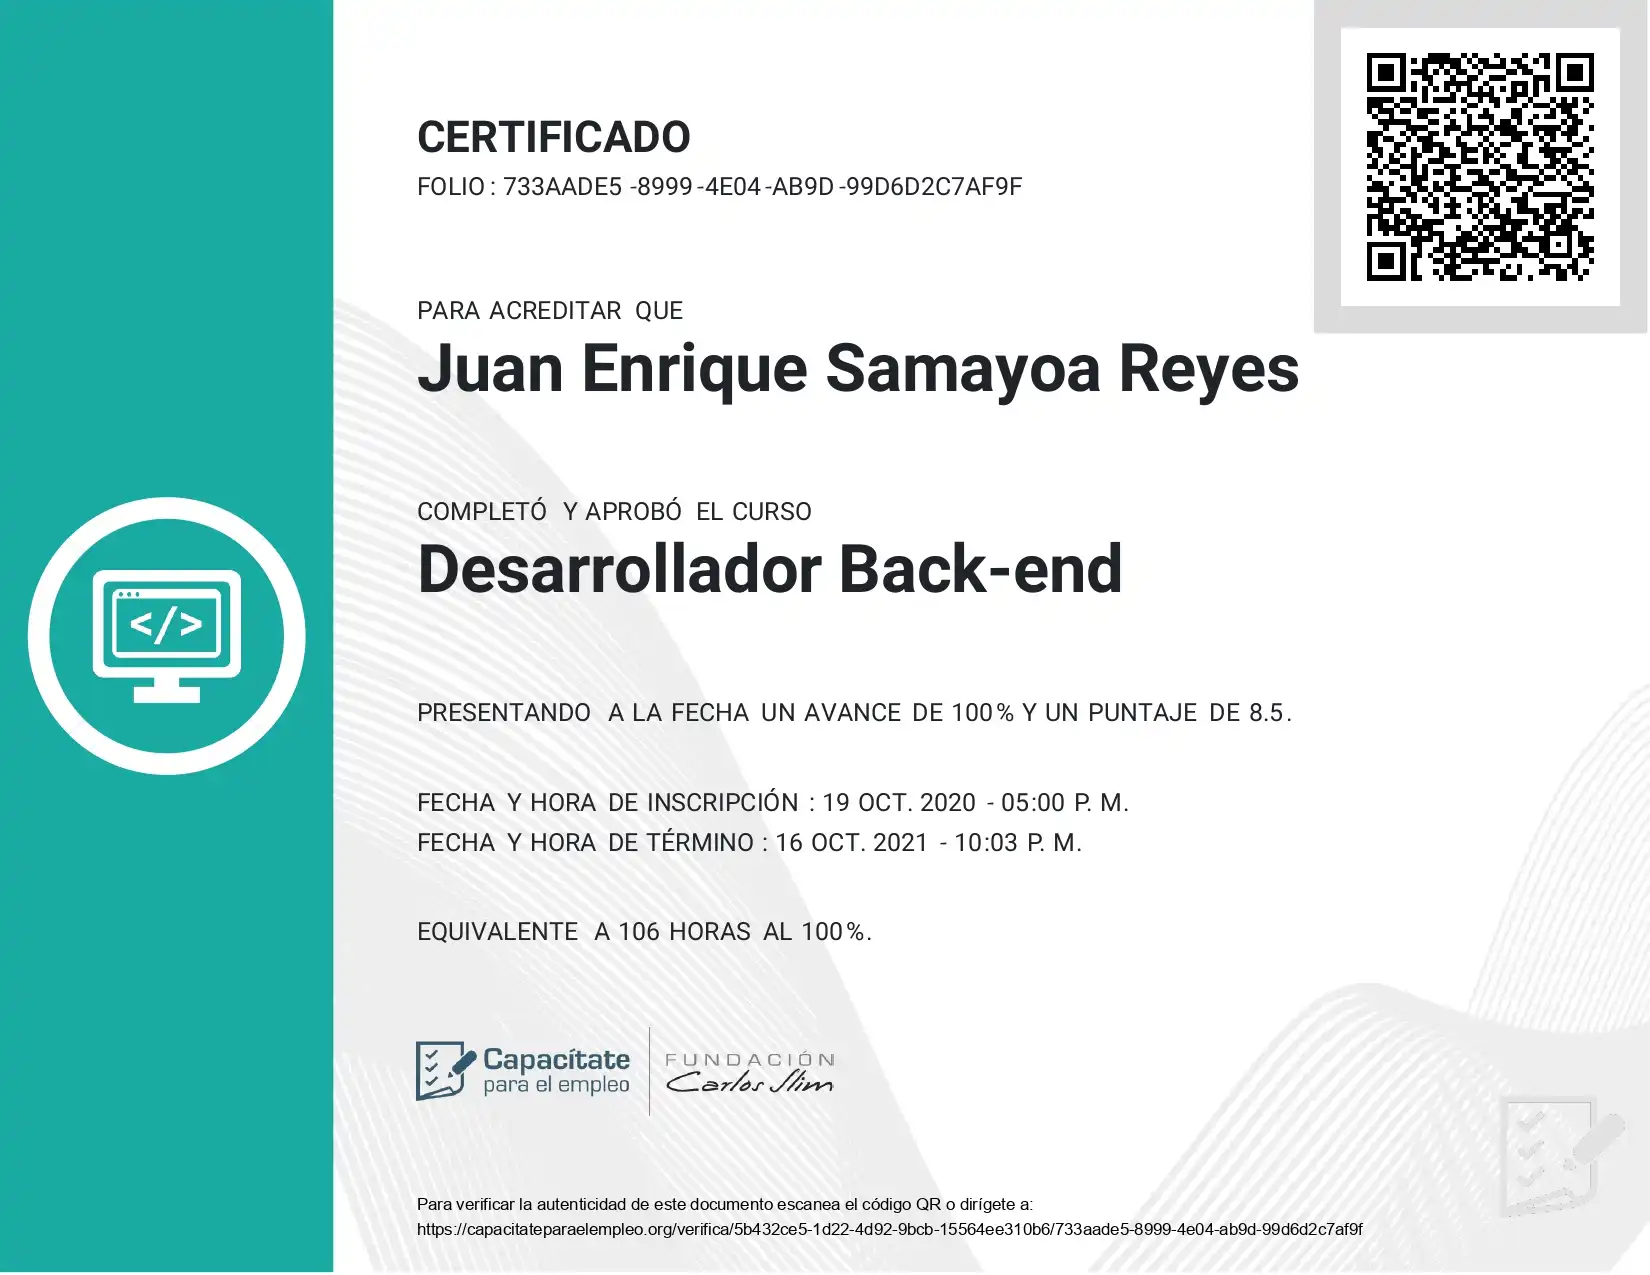 CERTIFICADO
FOLIO : 733AADE5 -8999 -4E04 -AB9D -99D6D2C7AF9F
PARA ACREDITAR QUE
Juan Enrique Samayoa Reyes
COMPLETÓ Y APROBÓ EL CURSO
Desarrollador Back-end
</>
PRESENTANDO A LA FECHA UN AVANCE DE 100% Y UN PUNTAJE DE 8.5.
FECHA Y HORA DE INSCRIPCIÓN : 19 OCT. 2020 - 05:00 P. M.
FECHA Y HORA DE TÉRMINO : 16 OCT. 2021 - 10:03 P. M.
EQUIVALENTE A 106 HORAS AL 100%.
Capacítate
para el empleo
FUNDACIÓN
Carlos Slim
Para verificar la autenticidad de este documento escanea el código QR o dirígete a:
https://capacitateparaelempleo.org/verifica/5b432ce5-1d22-4d92-9bcb-15564ee310b6/733aade5-8999-4e04-ab9d-99d6d2c7af9f